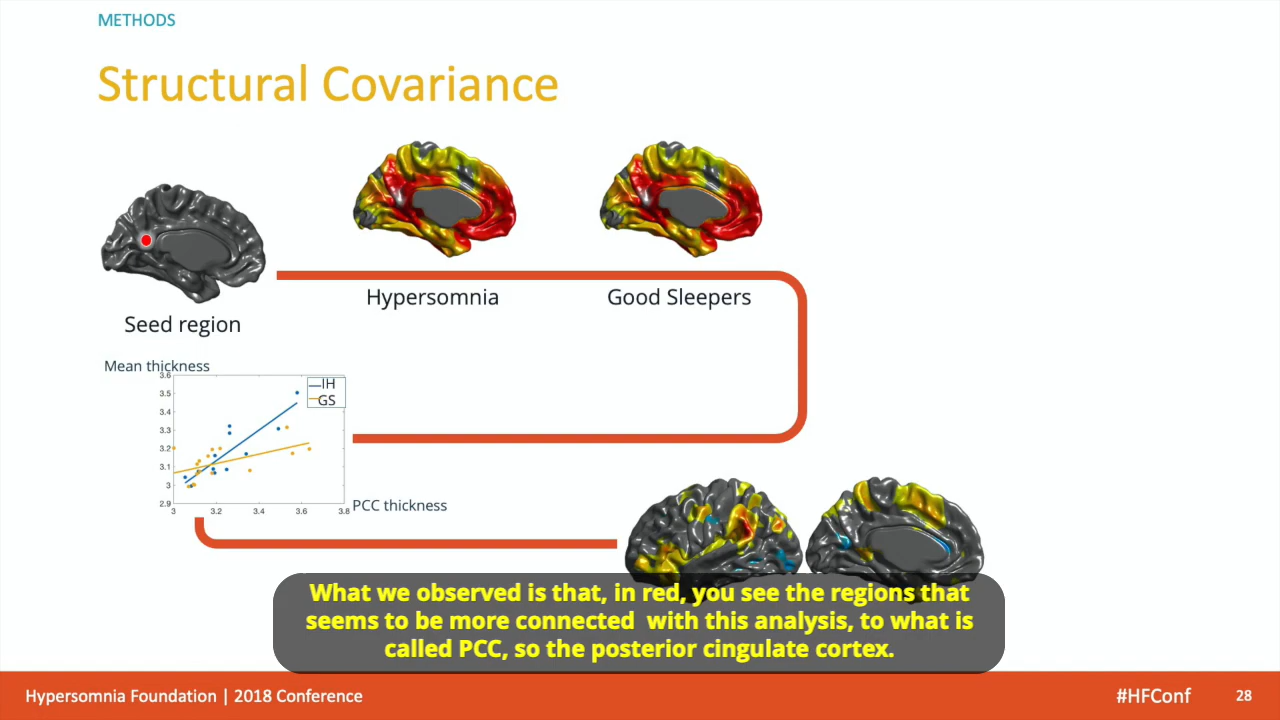 METHODS
Structural Covariance
Hypersomnia
Good Sleepers
Seed region
Mean thickness
3.6
3.5
3.4
3.3
3.2
3.1
3
2.9
IH
GS
3
3.2
3.4
3.6
3.8
PCC thickness
What we observed is that, in red, you see the regions that
seems to be more connected with this analysis, to what is
called PCC, so the posterior cingulate cortex.
Hypersomnia Foundation | 2018 Conference
#HFConf
28